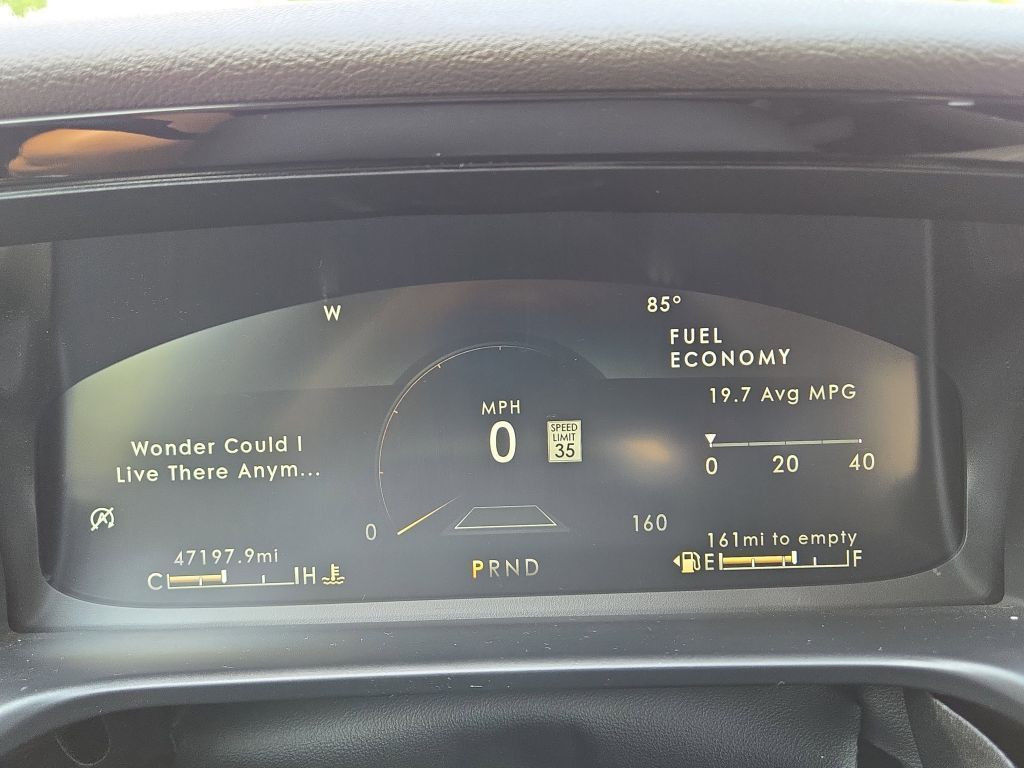 W
85°
FUEL
ECONOMY
19.7 Avg MPG
0 20 40
MPH
0
SPEED
LIMIT
35
Wonder Could I
Live There Anym...
0
160
47197.9mi
C H
PRND
161mi to empty
E F